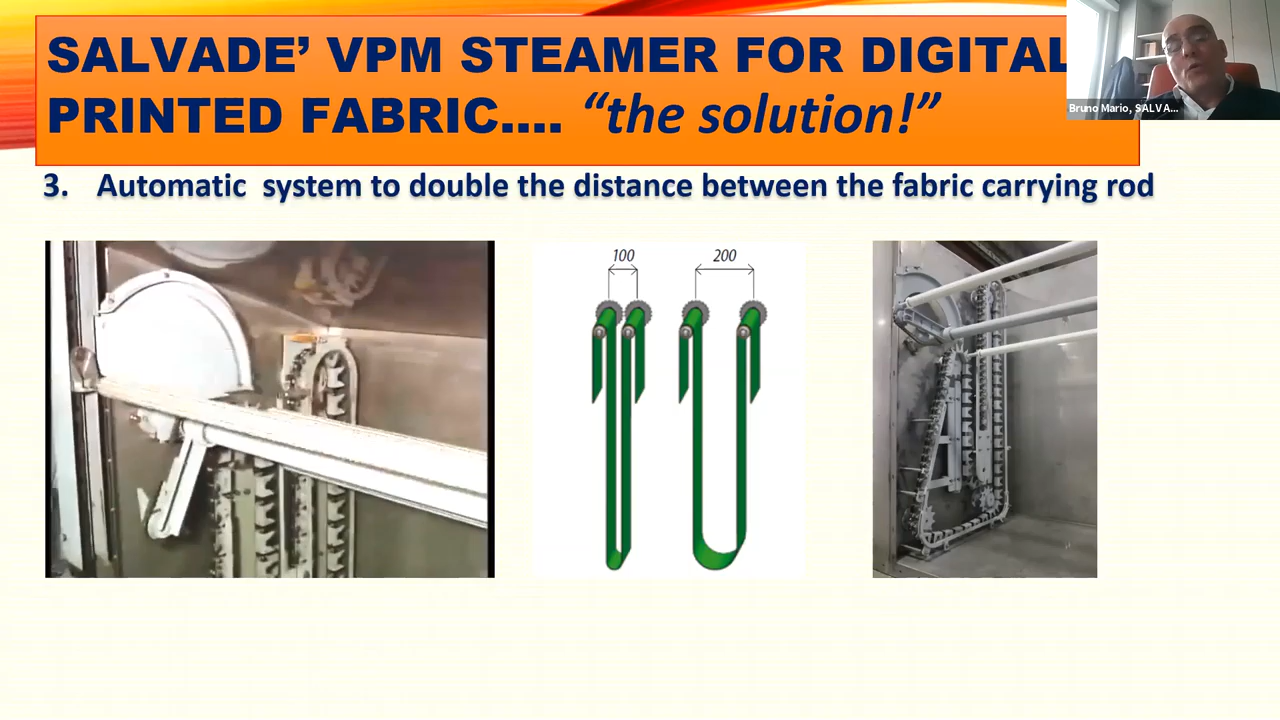 SALVADE’ VPM STEAMER FOR DIGITAL
PRINTED FABRIC.... “the solution!”
Bruno Mario, SALVA...
3. Automatic system to double the distance between the fabric carrying rod
100
200